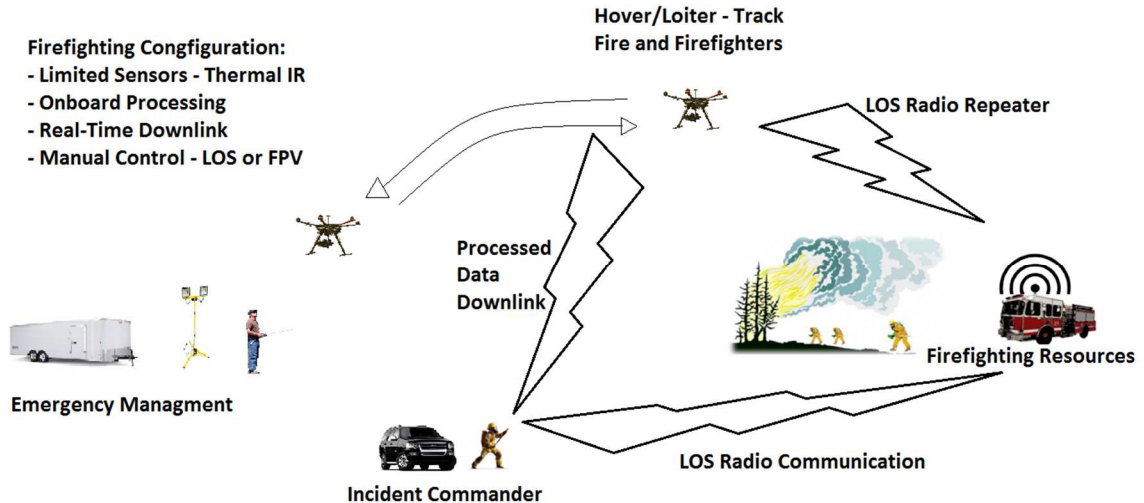 Hover/Loiter - Track
Fire and Firefighters
Firefighting Congfiguration:
- Limited Sensors - Thermal IR
- Onboard Processing
- Real-Time Downlink
- Manual Control - LOS or FPV
LOS Radio Repeater
Processed
Data
Downlink
Firefighting Resources
Emergency Managment
LOS Radio Communication
Incident Commander